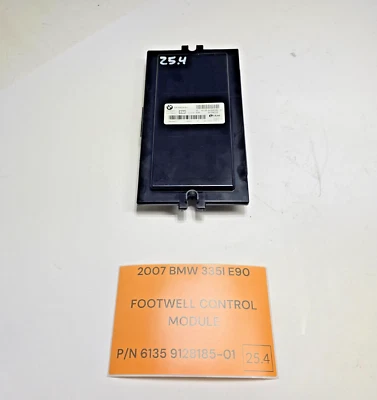 25.4
2007 BMW 335I E90
FOOTWELL CONTROL
MODULE
P/N 6135 9128185-01
25.4